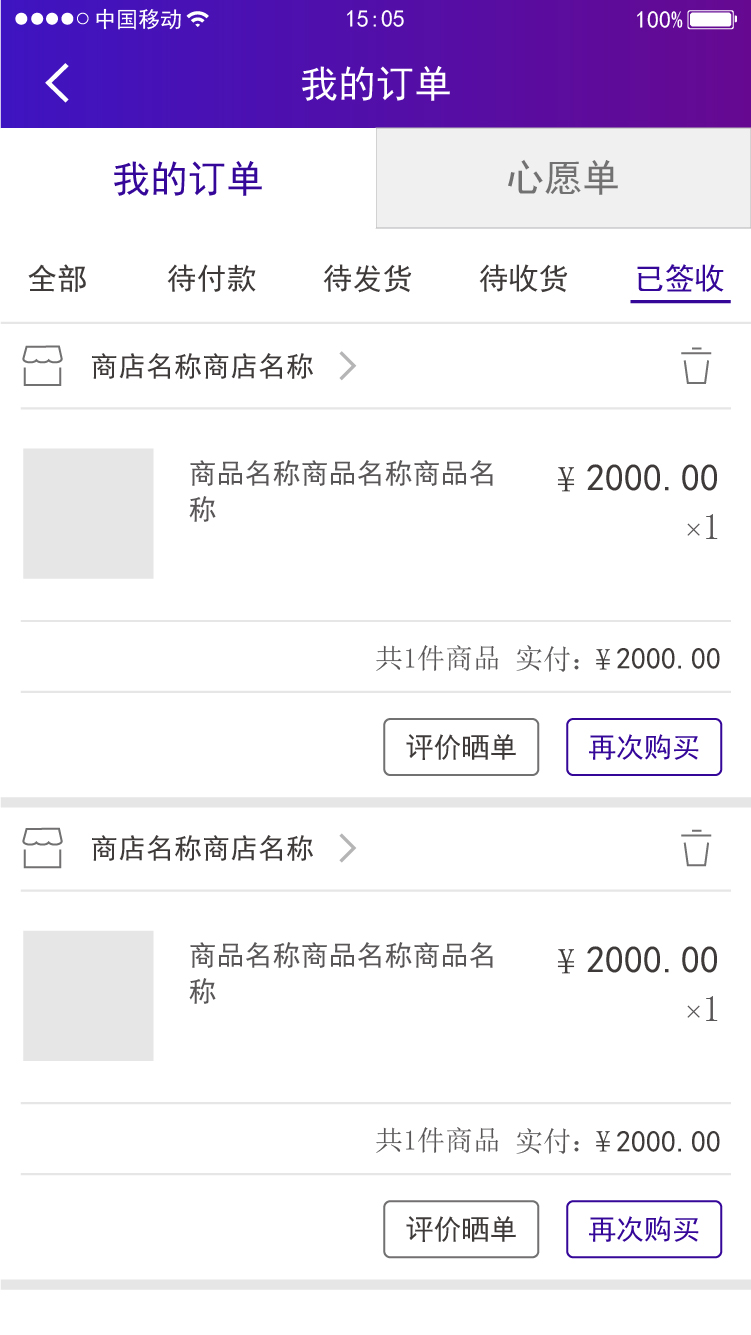 中国移动 15:05 100%
我的订单
我的订单 心愿单
全部 待付款 待发货 待收货 已签收
商店名称商店名称
商品名称商品名称商品名 ¥ 2000.00
称
×1
共1件商品 实付：¥2000.00
评价晒单 再次购买
商店名称商店名称
商品名称商品名称商品名 ¥ 2000.00
称
×1
共1件商品 实付：¥2000.00
评价晒单 再次购买